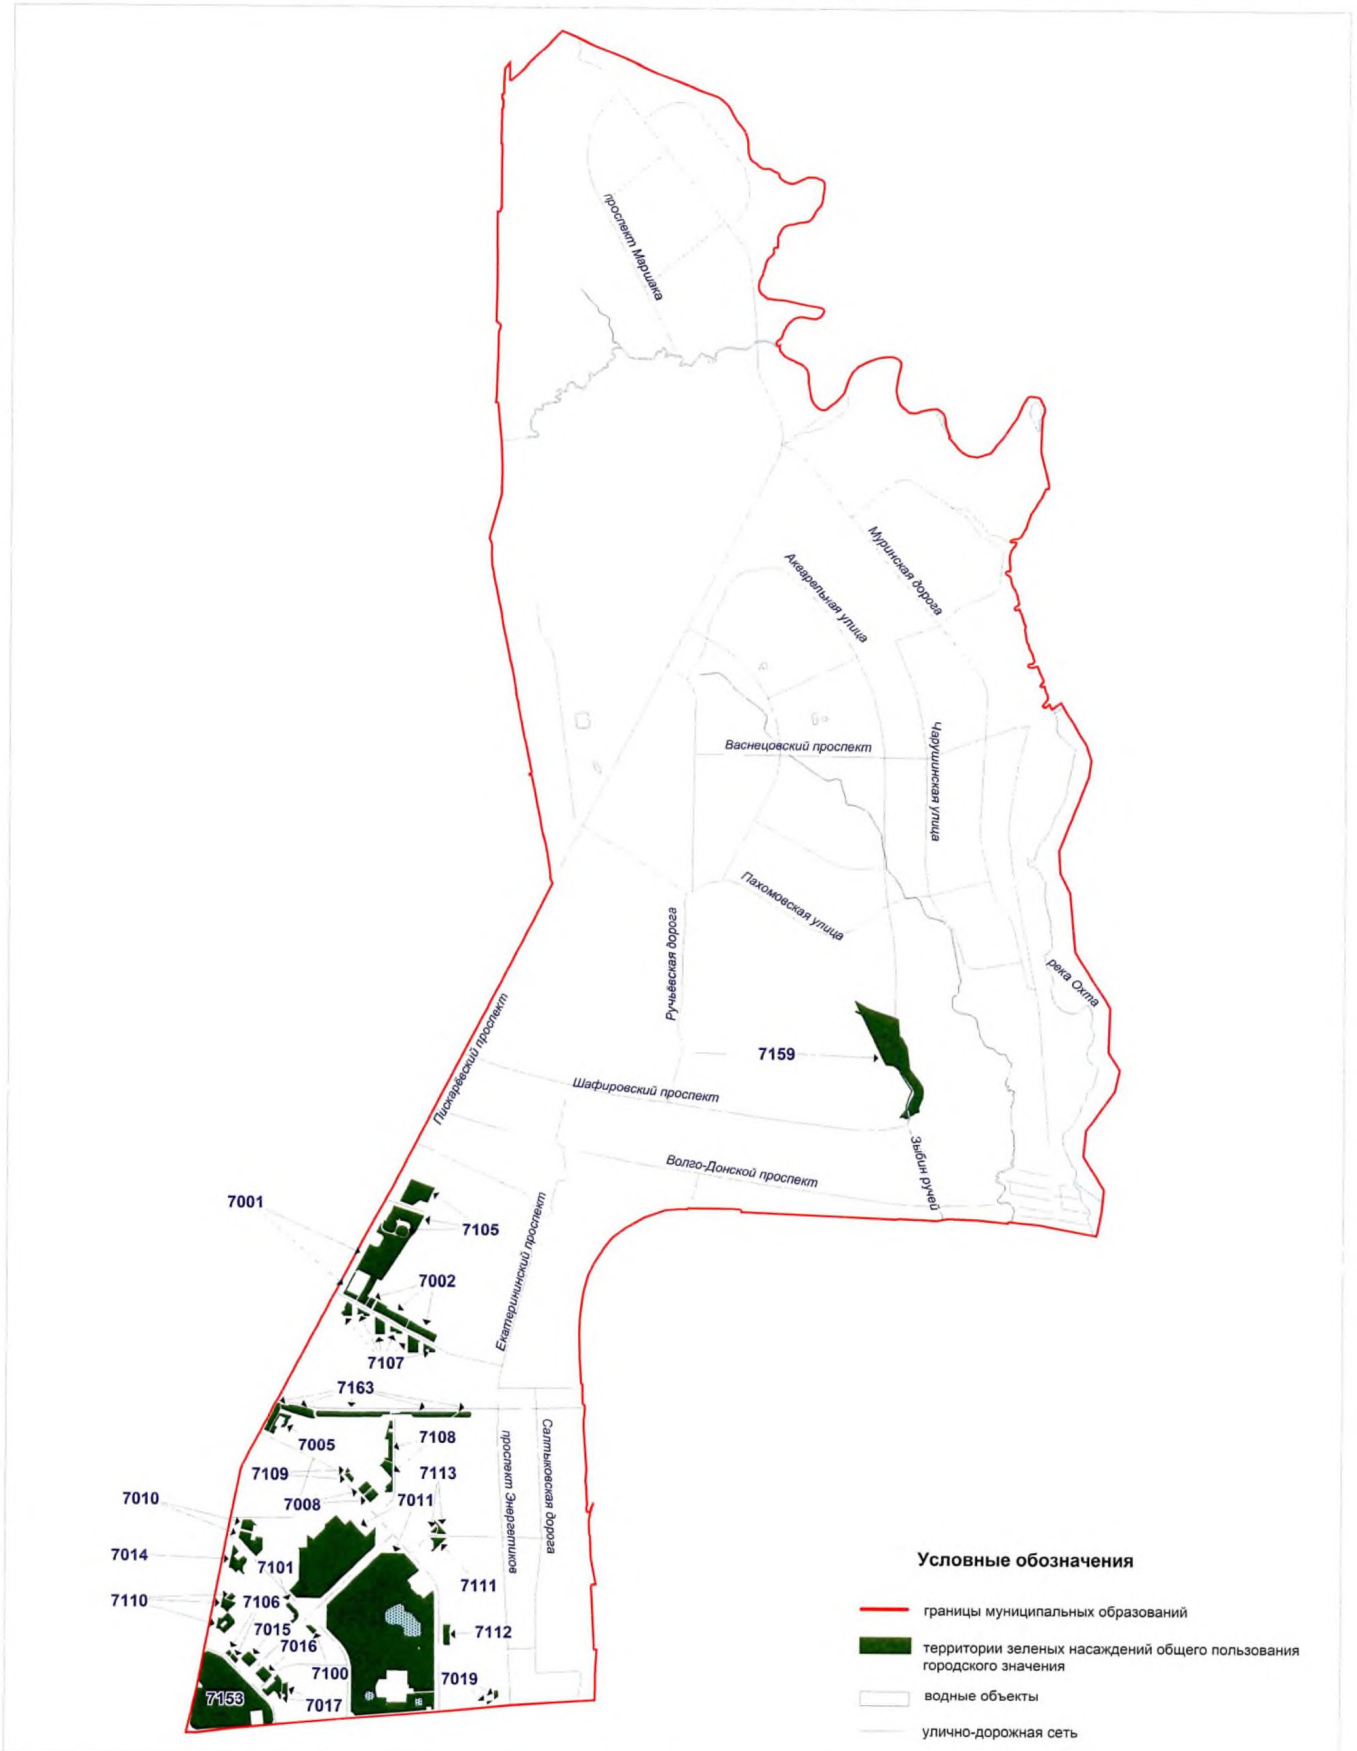 проспект Маршака
Муринская дорога
Акварельная улица
Васнецовский проспект
Чарушинская улица
Пахомовская улица
Ручьёвская дорога
река Охта
Пискарёвский проспект
7159
Шафировский проспект
Зыбин ручей
Волго-Донской проспект
7001
7105
Екатерининский проспект
7002
7107
7163
7005
7108
проспект Энергетиков
Салтыковская дорога
7109
7113
7008
7011
7010
7014
7101
7111
7110
7106
7015
7112
7016
7100
7019
7153
7017
Условные обозначения
границы муниципальных образований
территории зеленых насаждений общего пользования
городского значения
водные объекты
улично-дорожная сеть